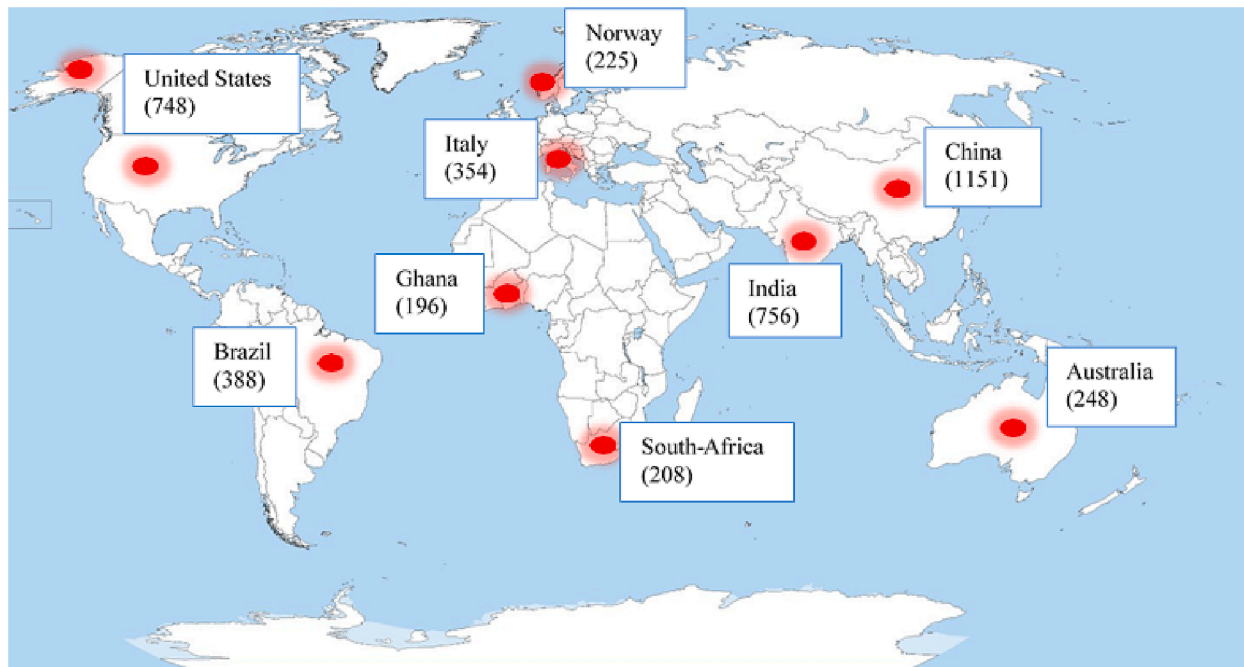 Norway
(225)
United States
(748)
Italy
(354)
China
(1151)
Ghana
(196)
India
(756)
Brazil
(388)
Australia
(248)
South-Africa
(208)